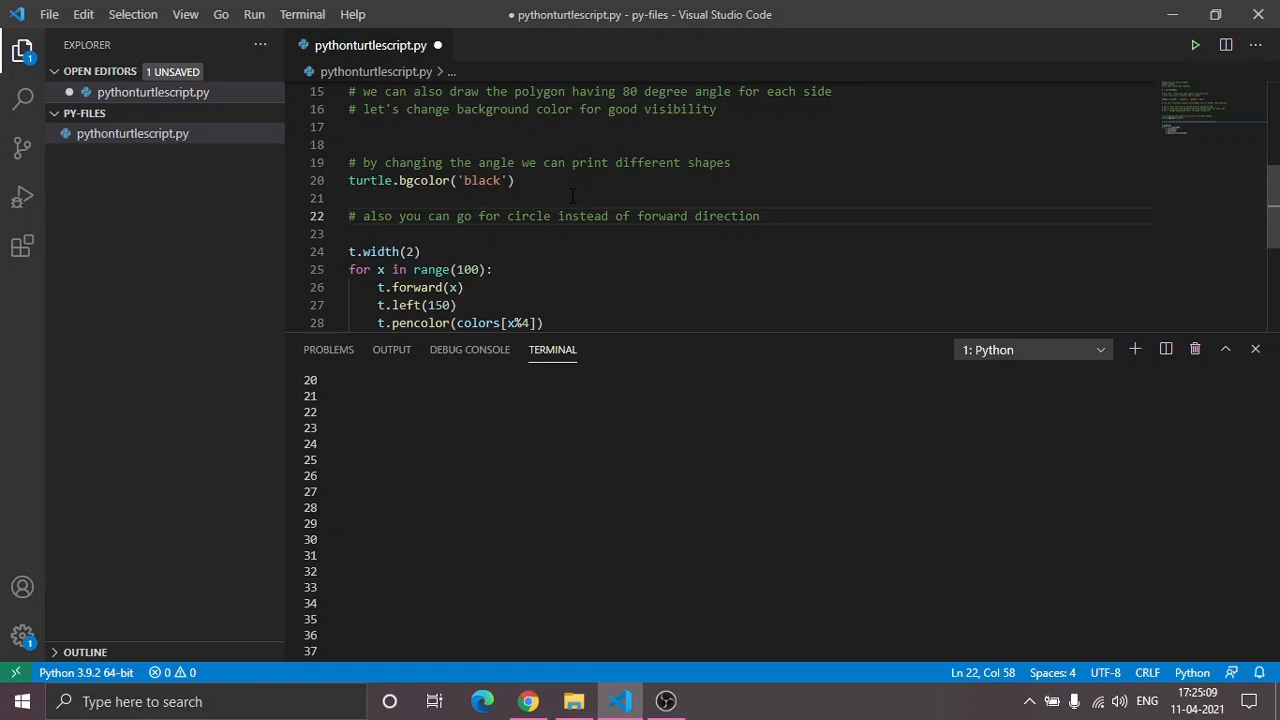 File Edit Selection View Go Run Terminal Help
● pythonturtlescript.py - py-files - Visual Studio Code
EXPLORER
pythonturtlescript.py ●
OPEN EDITORS 1 UNSAVED
pythonturtlescript.py > ...
● pythonturtlescript.py
PY-FILES
pythonturtlescript.py
15 # we can also draw the polygon having 80 degree angle for each side
16 # let's change background color for good visibility
17
18
19 # by changing the angle we can print different shapes
20 turtle.bgcolor('black')
21
22 # also you can go for circle instead of forward direction
23
24 t.width(2)
25 for x in range(100):
26 t.forward(x)
27 t.left(150)
28 t.pencolor(colors[x%4])
PROBLEMS OUTPUT DEBUG CONSOLE TERMINAL 1: Python
20
21
22
23
24
25
26
27
28
29
30
31
32
33
34
35
36
37
OUTLINE
1
1
Python 3.9.2 64-bit 0 0 Ln 22, Col 58 Spaces: 4 UTF-8 CRLF Python
Type here to search
ENG
17:25:09
11-04-2021